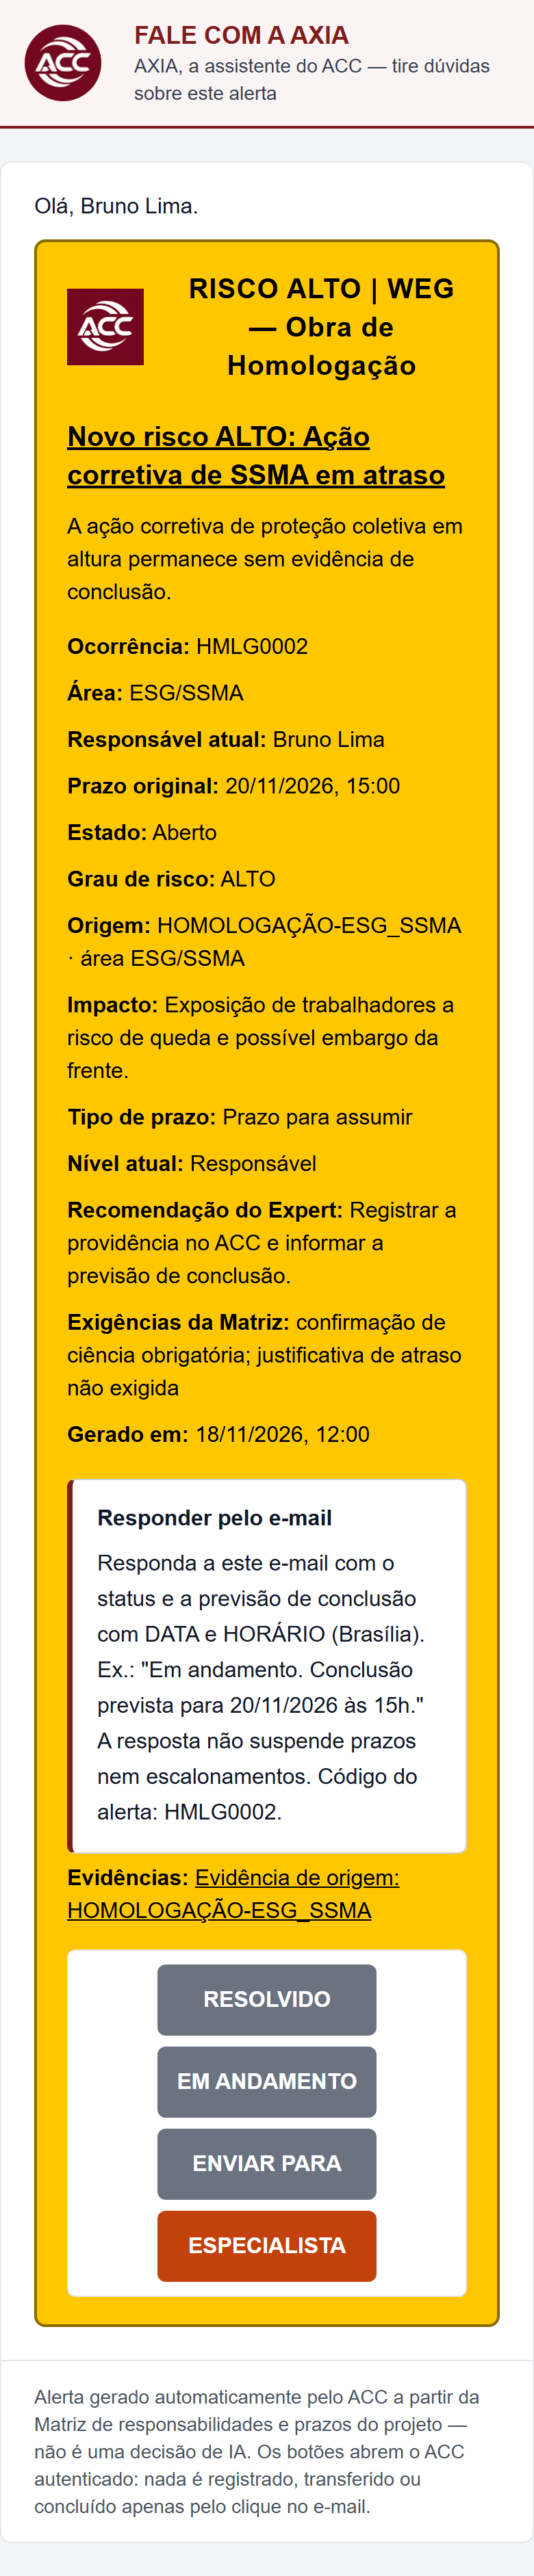 ACC
FALE COM A AXIA
AXIA, a assistente do ACC — tire dúvidas
sobre este alerta
Olá, Bruno Lima.
ACC
RISCO ALTO | WEG
— Obra de
Homologação
Novo risco ALTO: Ação
corretiva de SSMA em atraso
A ação corretiva de proteção coletiva em
altura permanece sem evidência de
conclusão.
Ocorrência: HMLG0002
Área: ESG/SSMA
Responsável atual: Bruno Lima
Prazo original: 20/11/2026, 15:00
Estado: Aberto
Grau de risco: ALTO
Origem: HOMOLOGAÇÃO-ESG_SSMA
· área ESG/SSMA
Impacto: Exposição de trabalhadores a
risco de queda e possível embargo da
frente.
Tipo de prazo: Prazo para assumir
Nível atual: Responsável
Recomendação do Expert: Registrar a
providência no ACC e informar a
previsão de conclusão.
Exigências da Matriz: confirmação de
ciência obrigatória; justificativa de atraso
não exigida
Gerado em: 18/11/2026, 12:00
Responder pelo e-mail
Responda a este e-mail com o
status e a previsão de conclusão
com DATA e HORÁRIO (Brasília).
Ex.: "Em andamento. Conclusão
prevista para 20/11/2026 às 15h."
A resposta não suspende prazos
nem escalonamentos. Código do
alerta: HMLG0002.
Evidências: Evidência de origem:
HOMOLOGAÇÃO-ESG_SSMA
RESOLVIDO
EM ANDAMENTO
ENVIAR PARA
ESPECIALISTA
Alerta gerado automaticamente pelo ACC a partir da
Matriz de responsabilidades e prazos do projeto —
não é uma decisão de IA. Os botões abrem o ACC
autenticado: nada é registrado, transferido ou
concluído apenas pelo clique no e-mail.